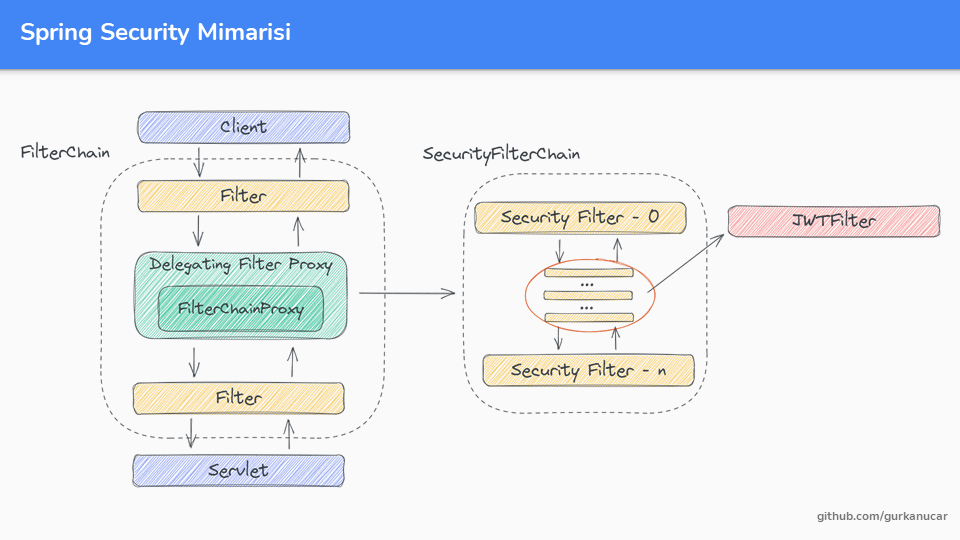 Spring Security Mimarisi
Client
FilterChain
Filter
Delegating Filter Proxy
FilterChainProxy
Filter
Servlet
SecurityFilterChain
Security Filter - 0
...
...
Security Filter - n
JWTFilter
github.com/gurkanucar